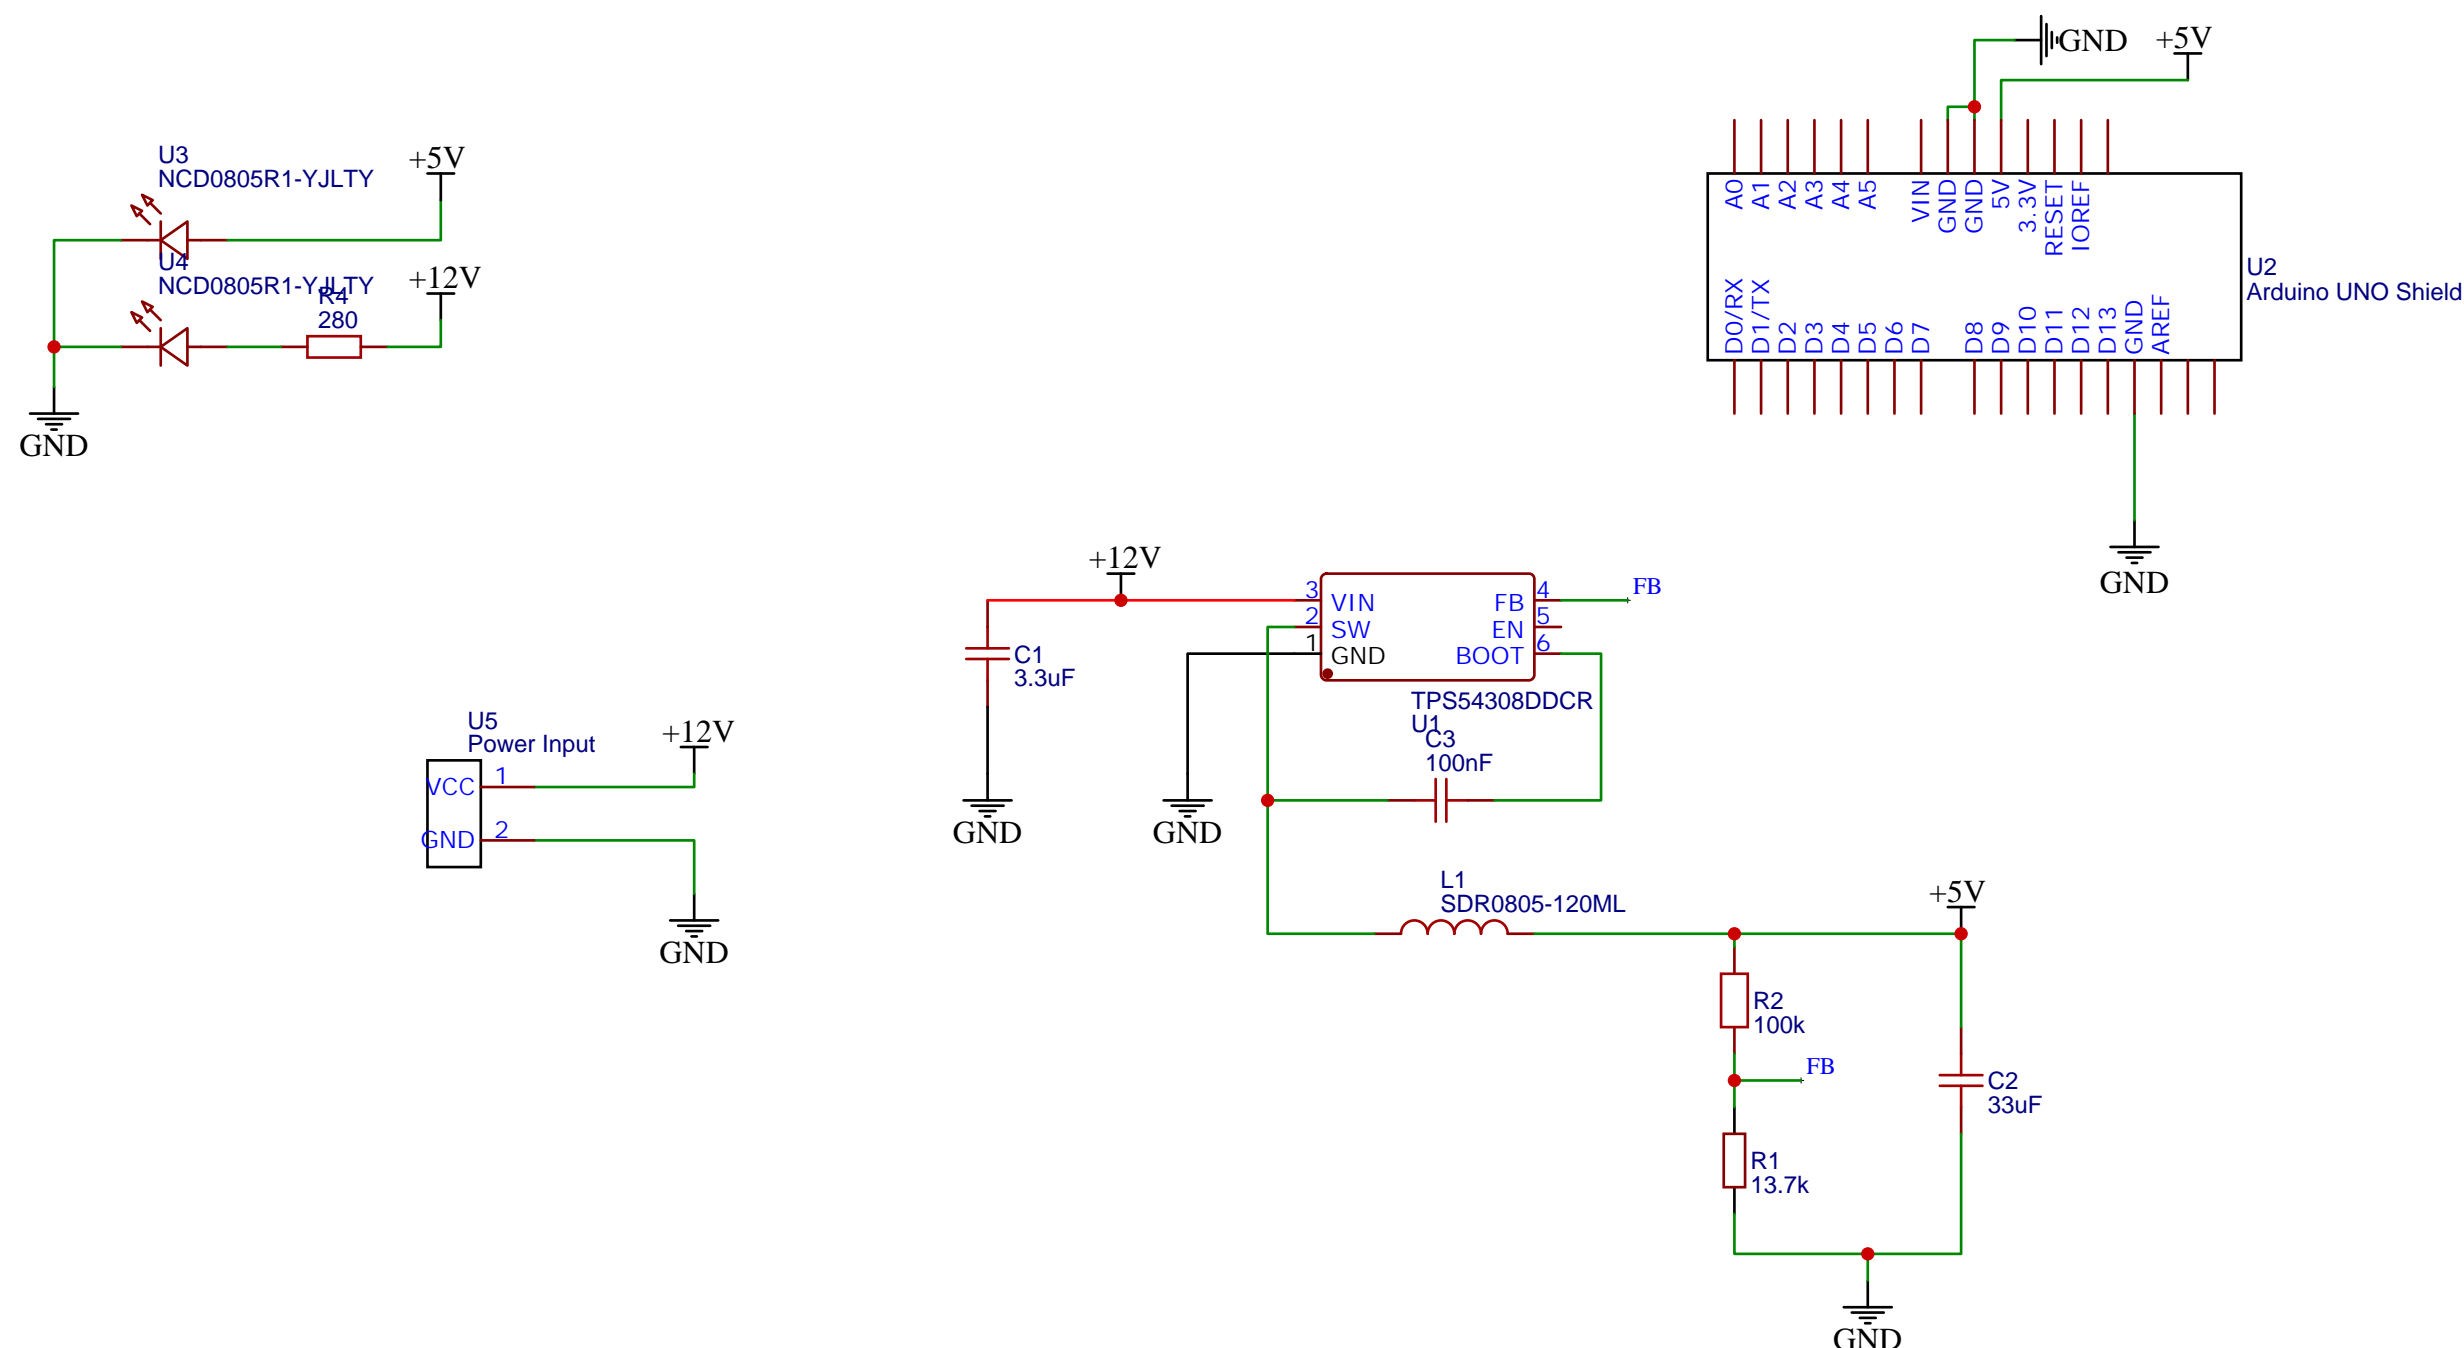 GND
+5V
A0
A1
A2
A3
A4
A5
VIN
GND
GND
5V
3.3V
RESET
IOREF
D0/RX
D1/TX
D2
D3
D4
D5
D6
D7
D8
D9
D10
D11
D12
D13
GND
AREF
U2
Arduino UNO Shield
GND
U3
NCD0805R1-YJLTY
+5V
U4
NCD0805R1-YJLTY
+12V
R4
280
GND
+12V
C1
3.3uF
GND
GND
3
VIN
2
SW
1
GND
FB
4
FB
EN
5
BOOT
6
TPS54308DDCR
U1
C3
100nF
U5
Power Input
+12V
VCC
1
GND
2
GND
L1
SDR0805-120ML
+5V
R2
100k
FB
C2
33uF
R1
13.7k
GND